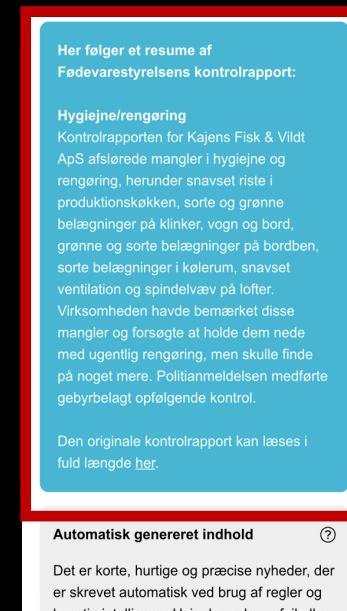 Her følger et resume af
Fødevarestyrelsens kontrolrapport:
Hygiejne/rengøring
Kontrolrapporten for Kajens Fisk & Vildt
ApS afslørede mangler i hygiejne og
rengøring, herunder snavset riste i
produktionskøkken, sorte og grønne
belægninger på klinker, vogn og bord,
grønne og sorte belægninger på bordben,
sorte belægninger i kølerum, snavset
ventilation og spindelvæv på lofter.
Virksomheden havde bemærket disse
mangler og forsøgte at holde dem nede
med ugentlig rengøring, men skulle finde
på noget mere. Politianmeldelsen medførte
gebyrbelagt opfølgende kontrol.
Den originale kontrolrapport kan læses i
fuld længde her.
Automatisk genereret indhold
Det er korte, hurtige og præcise nyheder, der
er skrevet automatisk ved brug af regler og